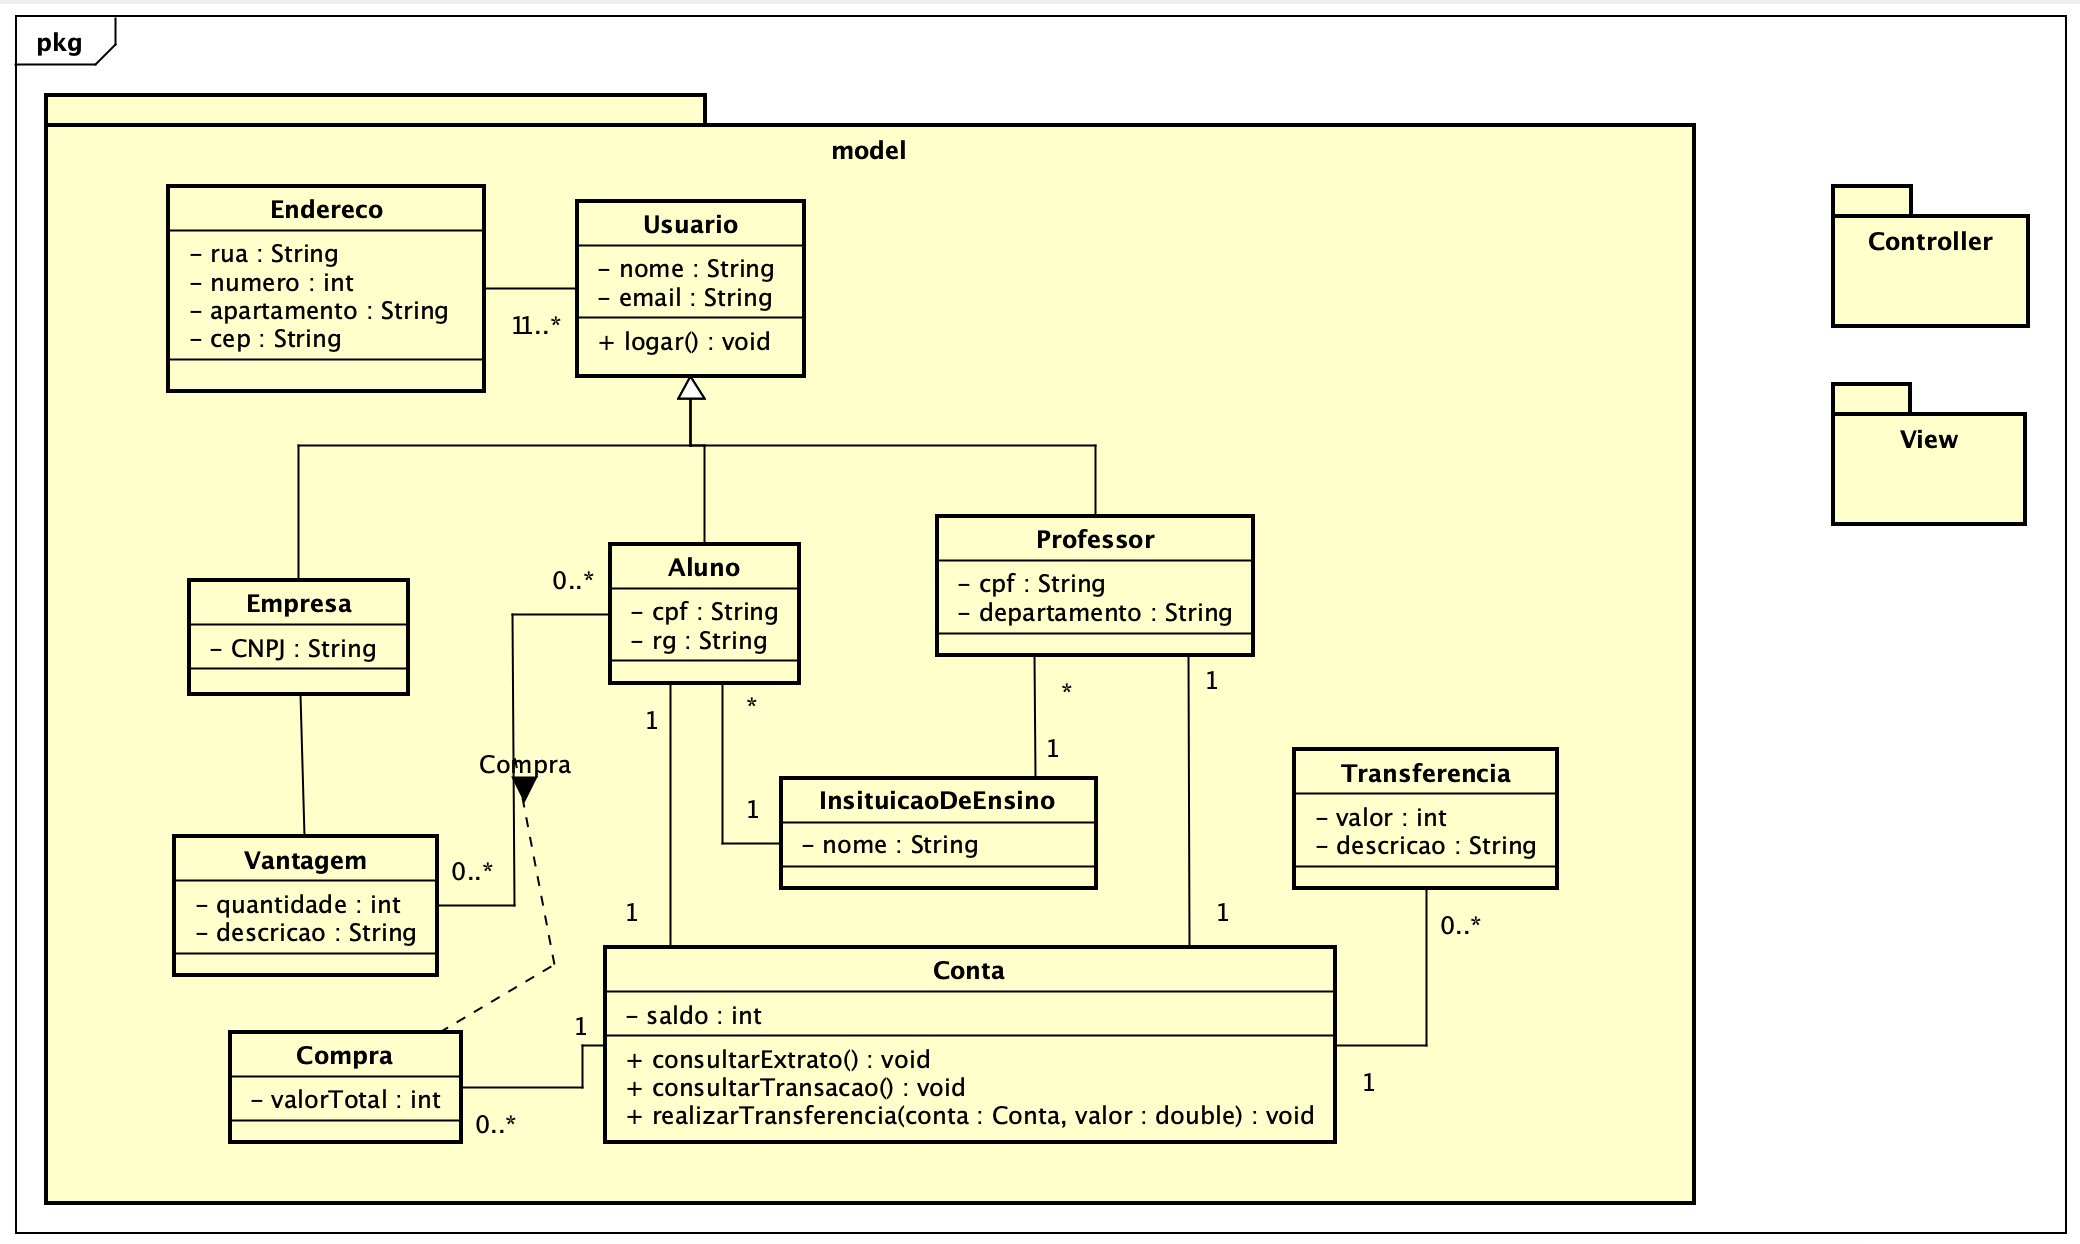 pkg
model
Endereco
- rua : String
- numero : int
- apartamento : String
- cep : String
Usuario
- nome : String
- email : String
+ logar() : void
1
1..*
Controller
View
Empresa
- CNPJ : String
0..*
Aluno
- cpf : String
- rg : String
Professor
- cpf : String
- departamento : String
1
*
*
1
1
1
Compra
InsituicaoDeEnsino
- nome : String
Transferencia
- valor : int
- descricao : String
Vantagem
- quantidade : int
- descricao : String
0..*
1
1
0..*
Conta
- saldo : int
+ consultarExtrato() : void
+ consultarTransacao() : void
+ realizarTransferencia(conta : Conta, valor : double) : void
1
1
Compra
- valorTotal : int
0..*